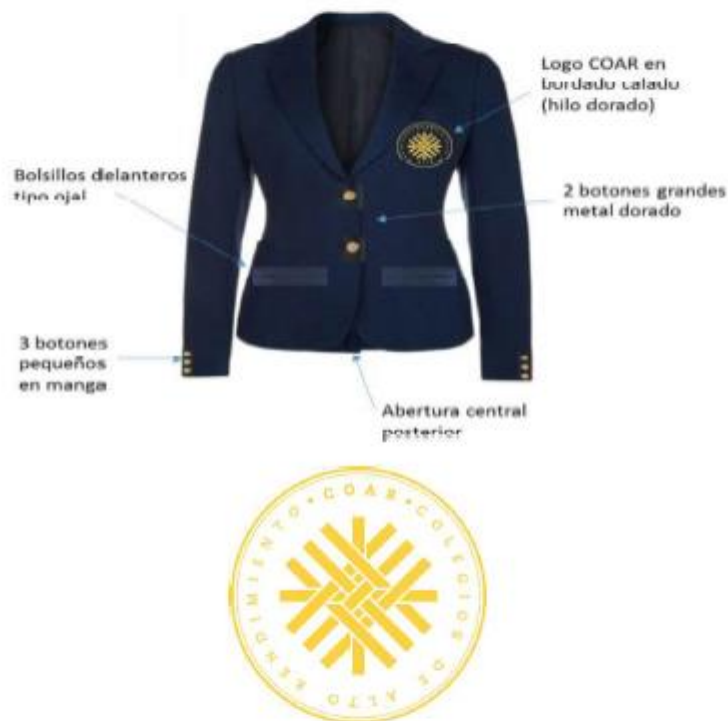 Logo COAR en
bordado calado
(hilo dorado)
Bolsillos delanteros
tipo ojal
2 botones grandes
metal dorado
3 botones
pequeños
en manga
Abertura central
posterior
• COAR • COLEGIOS DE ALTO RENDIMIENTO